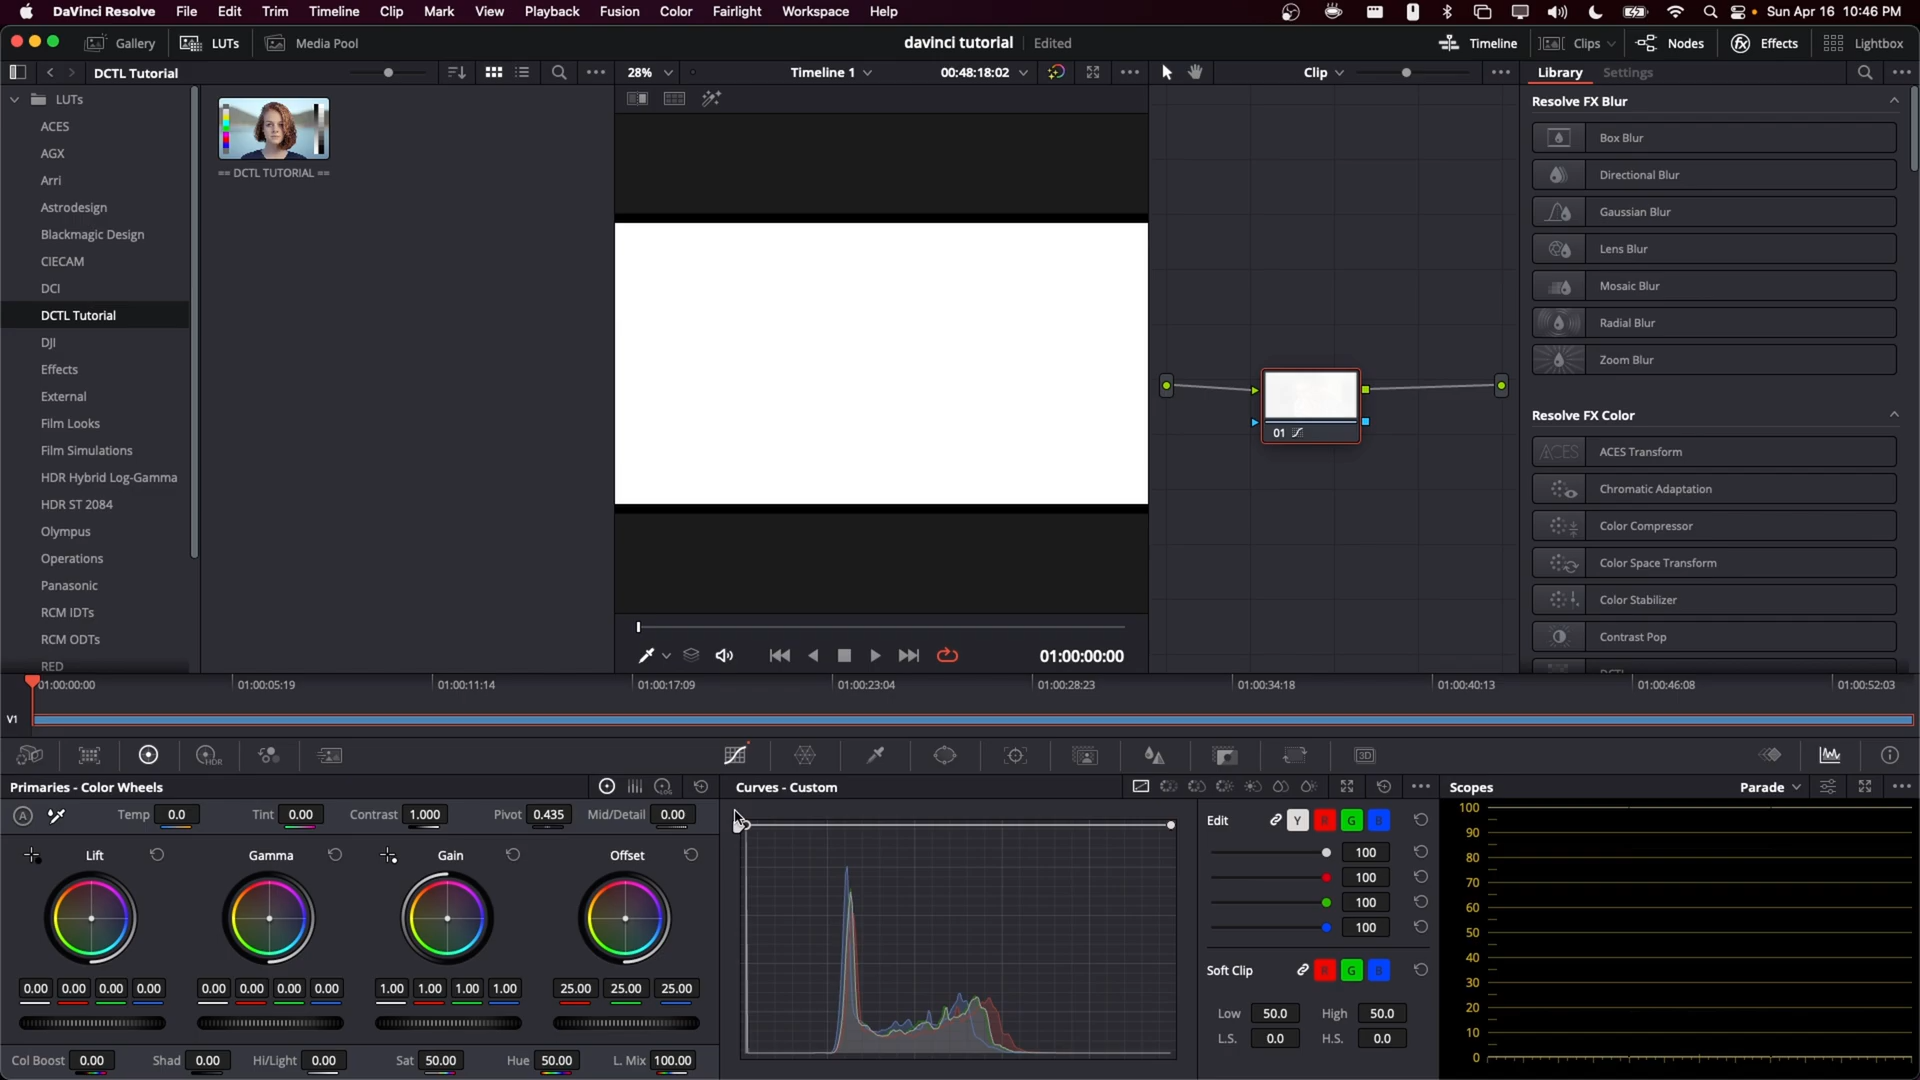 DaVinci Resolve File Edit Trim Timeline Clip Mark View Playback Fusion Color Fairlight Workspace Help Sun Apr 16 10:46 PM
Gallery LUTs Media Pool davinci tutorial Edited Timeline Clips Nodes Effects Lightbox
DCTL Tutorial 28% Timeline 1 00:48:18:02 Clip Library Settings
LUTs
ACES
AGX
Arri
Astrodesign
Blackmagic Design
CIECAM
DCI
DCTL Tutorial
DJI
Effects
External
Film Looks
Film Simulations
HDR Hybrid Log-Gamma
HDR ST 2084
Olympus
Operations
Panasonic
RCM IDTs
RCM ODTs
RED
== DCTL TUTORIAL ==
01:00:00:00
01
Resolve FX Blur
Box Blur
Directional Blur
Gaussian Blur
Lens Blur
Mosaic Blur
Radial Blur
Zoom Blur
Resolve FX Color
ACES ACES Transform
Chromatic Adaptation
Color Compressor
Color Space Transform
Color Stabilizer
Contrast Pop
01:00:00:00 01:00:05:19 01:00:11:14 01:00:17:09 01:00:23:04 01:00:28:23 01:00:34:18 01:00:40:13 01:00:46:08 01:00:52:03
V1
HDR 3D
Primaries - Color Wheels LOG
A Temp 0.0 Tint 0.00 Contrast 1.000 Pivot 0.435 Mid/Detail 0.00
Lift Gamma Gain Offset
0.00 0.00 0.00 0.00 0.00 0.00 0.00 0.00 1.00 1.00 1.00 1.00 25.00 25.00 25.00
Col Boost 0.00 Shad 0.00 Hi/Light 0.00 Sat 50.00 Hue 50.00 L. Mix 100.00
Curves - Custom
Edit Y R G B
100
100
100
100
Soft Clip R G B
Low 50.0 High 50.0
L.S. 0.0 H.S. 0.0
Scopes Parade
100
90
80
70
60
50
40
30
20
10
0